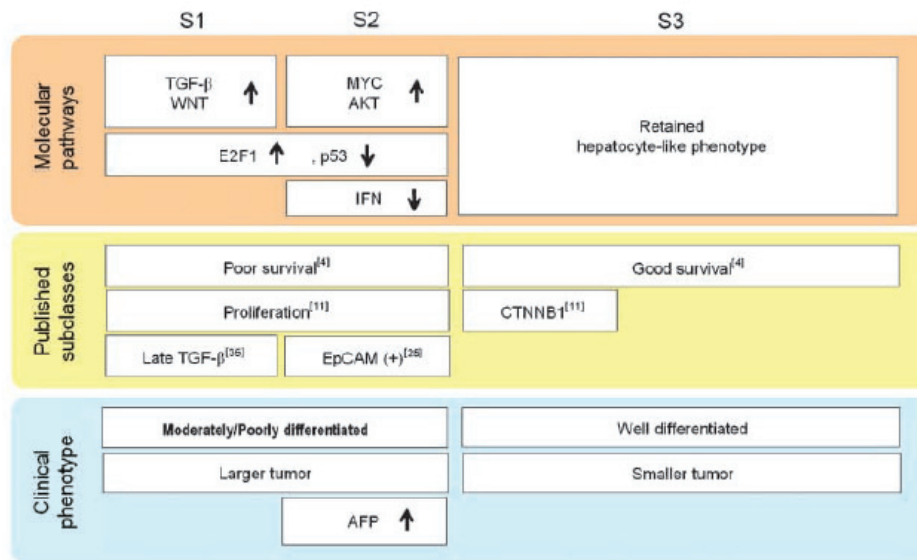 S1 S2 S3
Molecular pathways
TGF-β WNT ↑
MYC AKT ↑
E2F1 ↑ , p53 ↓
IFN ↓
Retained
hepatocyte-like phenotype
Published subclasses
Poor survival[4]
Good survival[4]
Proliferation[11]
CTNNB1[11]
Late TGF-β[35]
EpCAM (+)[25]
Clinical phenotype
Moderately/Poorly differentiated
Well differentiated
Larger tumor
Smaller tumor
AFP ↑